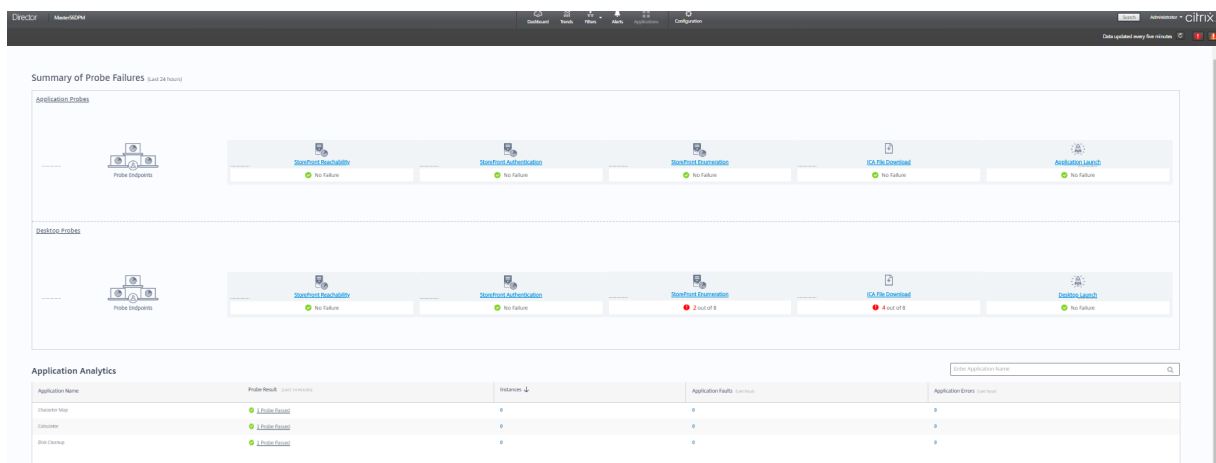 Director MasterSSDPM Dashboard Trends Filters Alerts Applications Configuration Search Administrator citrix
Data updated every five minutes
Summary of Probe Failures (Last 24 hours)
Application Probes
Probe Endpoints StoreFront Reachability StoreFront Authentication StoreFront Enumeration ICA File Download Application Launch
No Failure No Failure No Failure No Failure No Failure
Desktop Probes
Probe Endpoints StoreFront Reachability StoreFront Authentication StoreFront Enumeration ICA File Download Desktop Launch
No Failure No Failure 2 out of 8 4 out of 8 No Failure
Application Analytics Enter Application Name
Application Name Probe Result Instances Application Faults Application Errors
Character Map 1 Probe Passed 0 0 0
Calculator 1 Probe Passed 0 0 0
Disk Cleanup 1 Probe Passed 0 0 0